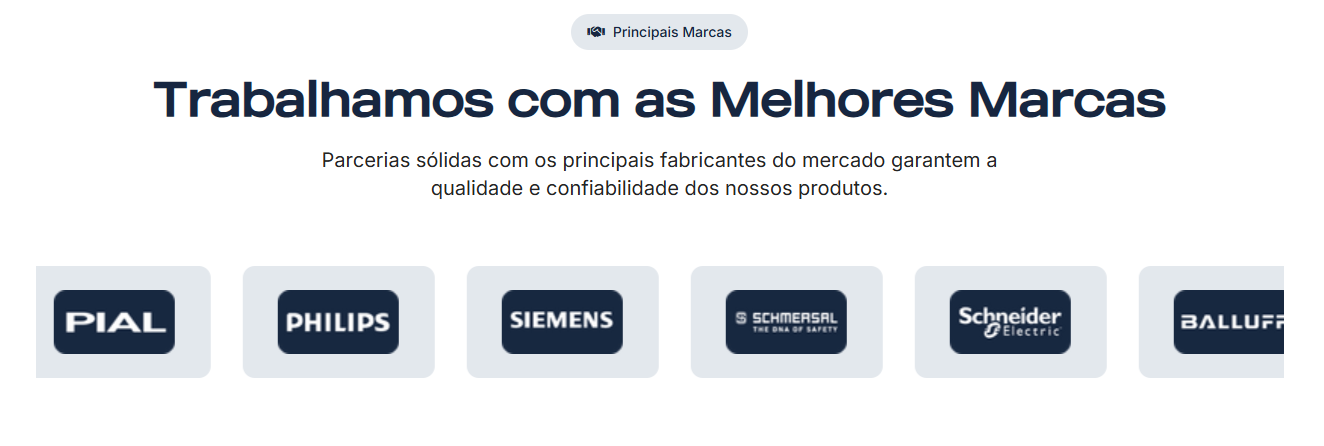 Principais Marcas
Trabalhamos com as Melhores Marcas
Parcerias sólidas com os principais fabricantes do mercado garantem a
qualidade e confiabilidade dos nossos produtos.
PIAL
PHILIPS
SIEMENS
SCHMERSAL
THE DNA OF SAFETY
Schneider
Electric
BALLUFF